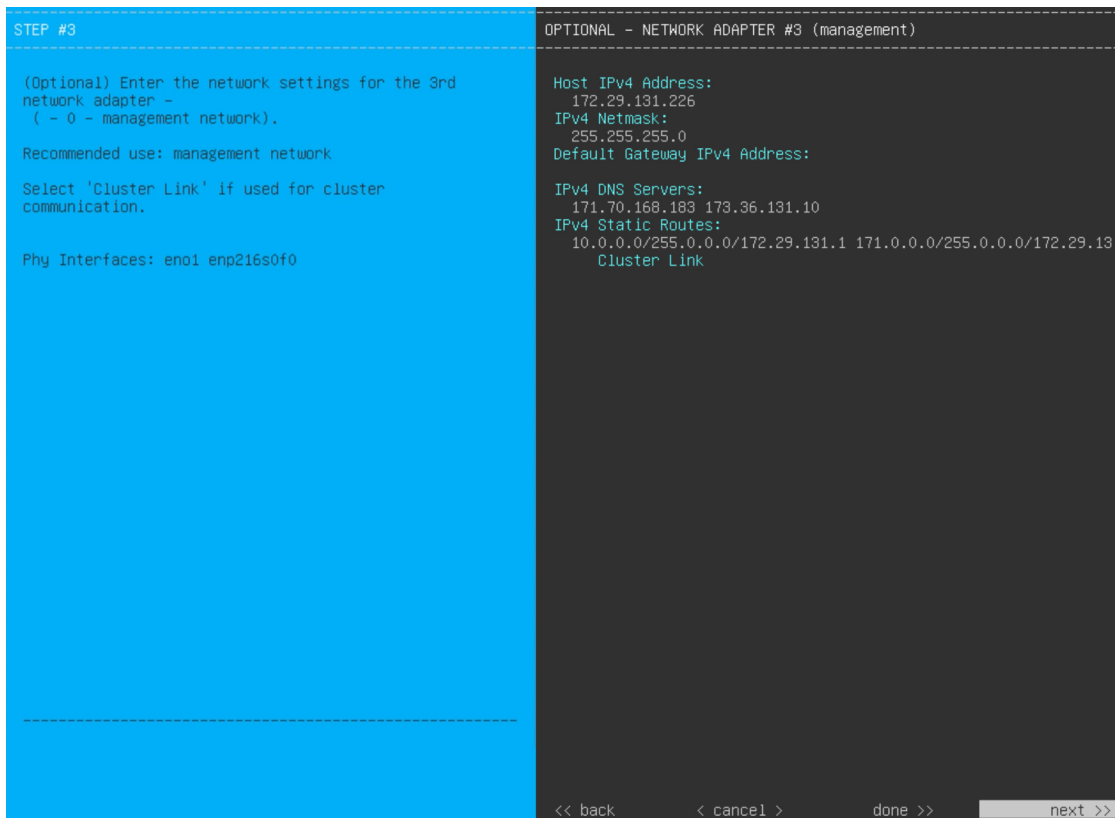 STEP #3
(Optional) Enter the network settings for the 3rd
network adapter -
( - 0 - management network).
Recommended use: management network
Select 'Cluster Link' if used for cluster
communication.
Phy Interfaces: eno1 enp216s0f0
OPTIONAL - NETWORK ADAPTER #3 (management)
Host IPv4 Address:
172.29.131.226
IPv4 Netmask:
255.255.255.0
Default Gateway IPv4 Address:
IPv4 DNS Servers:
171.70.168.183 173.36.131.10
IPv4 Static Routes:
10.0.0.0/255.0.0.0/172.29.131.1 171.0.0.0/255.0.0.0/172.29.13
Cluster Link
<< back < cancel > done >> next >>